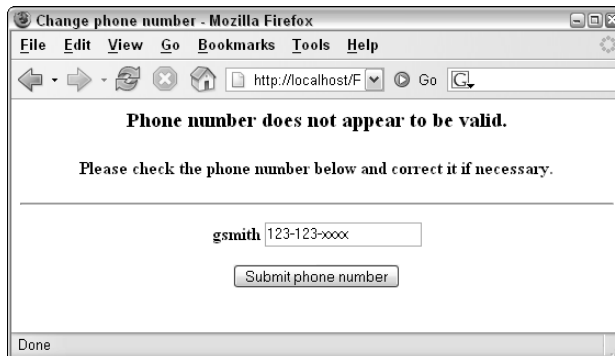 Change phone number - Mozilla Firefox
File Edit View Go Bookmarks Tools Help
http://localhost/F Go G
Phone number does not appear to be valid.
Please check the phone number below and correct it if necessary.
gsmith 123-123-xxxx
Submit phone number
Done